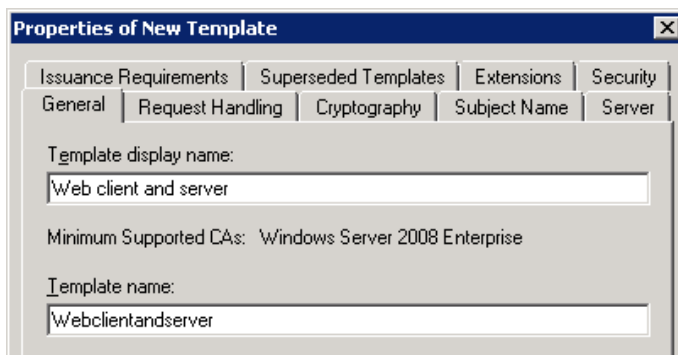 Properties of New Template
Issuance Requirements Superseded Templates Extensions Security
General Request Handling Cryptography Subject Name Server
Template display name:
Web client and server
Minimum Supported CAs: Windows Server 2008 Enterprise
Template name:
Webclientandserver